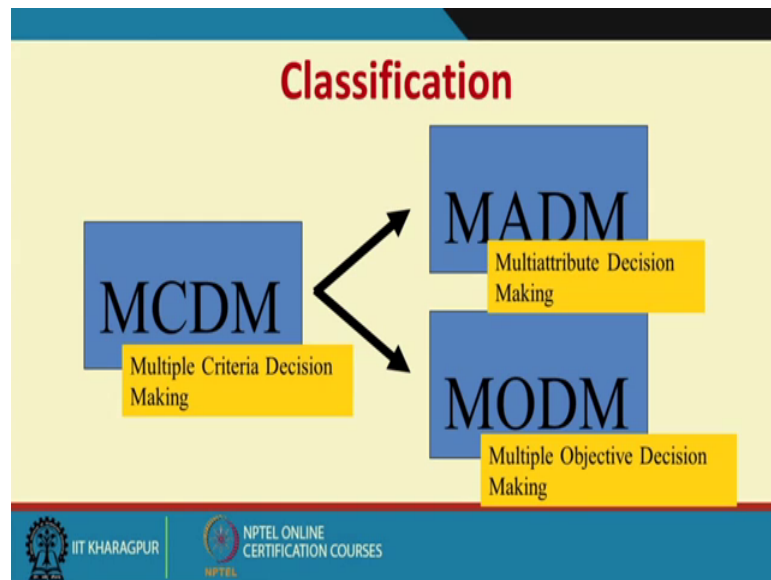 Classification
MCDM
Multiple Criteria Decision
Making
MADM
Multiattribute Decision
Making
MODM
Multiple Objective Decision
Making
IIT KHARAGPUR
NPTEL
NPTEL ONLINE
CERTIFICATION COURSES